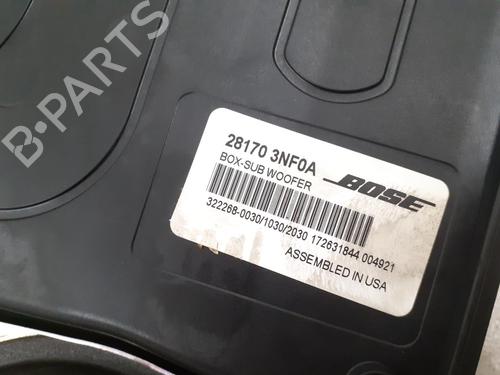 B-PARTS
28170 3NF0A
BOX-SUB WOOFER
BOSE
322268-0030/1030/2030 172631844 004921
ASSEMBLED IN USA